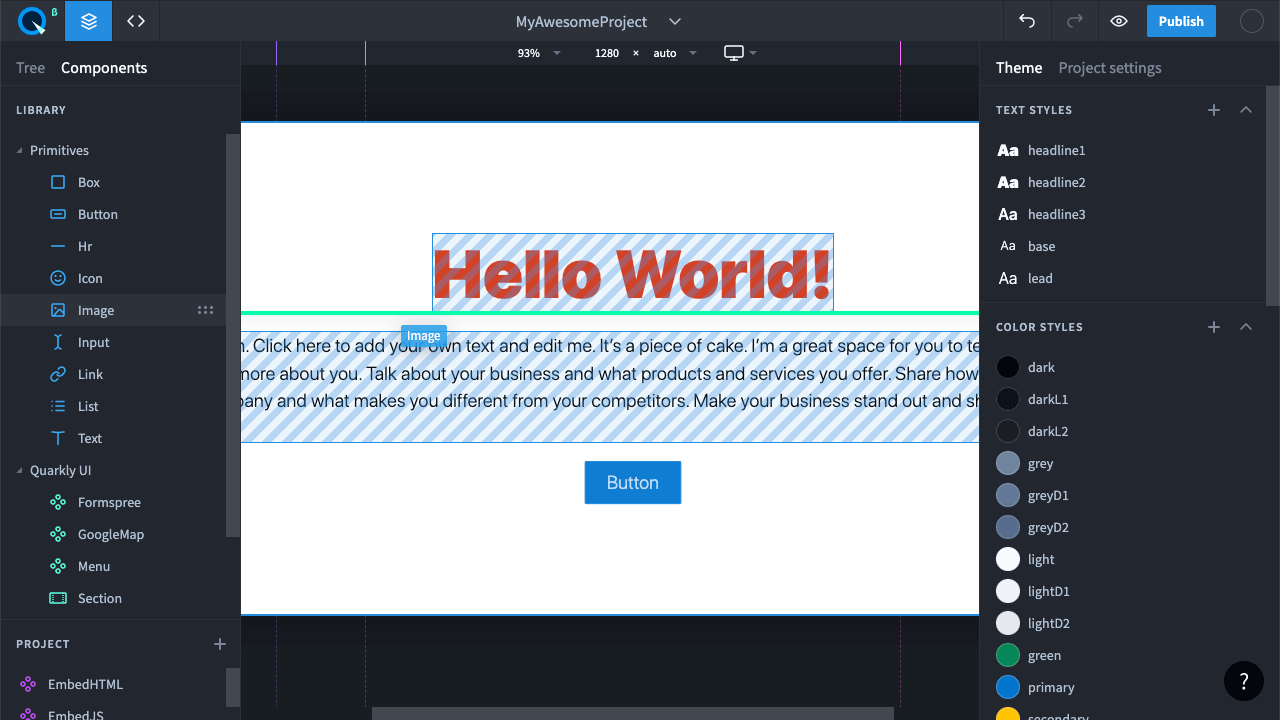 β
MyAwesomeProject
Publish
93%
1280 × auto
Tree Components
LIBRARY
Primitives
Box
Button
Hr
Icon
Image
Input
Link
List
Text
Quarkly UI
Formspree
GoogleMap
Menu
Section
PROJECT
EmbedHTML
EmbedJS
Hello World!
Image
n. Click here to add your own text and edit me. It's a piece of cake. I'm a great space for you to te
more about you. Talk about your business and what products and services you offer. Share how
pany and what makes you different from your competitors. Make your business stand out and sh
Button
Theme Project settings
TEXT STYLES
Aa headline1
Aa headline2
Aa headline3
Aa base
Aa lead
COLOR STYLES
dark
darkL1
darkL2
grey
greyD1
greyD2
light
lightD1
lightD2
green
primary
secondary
?